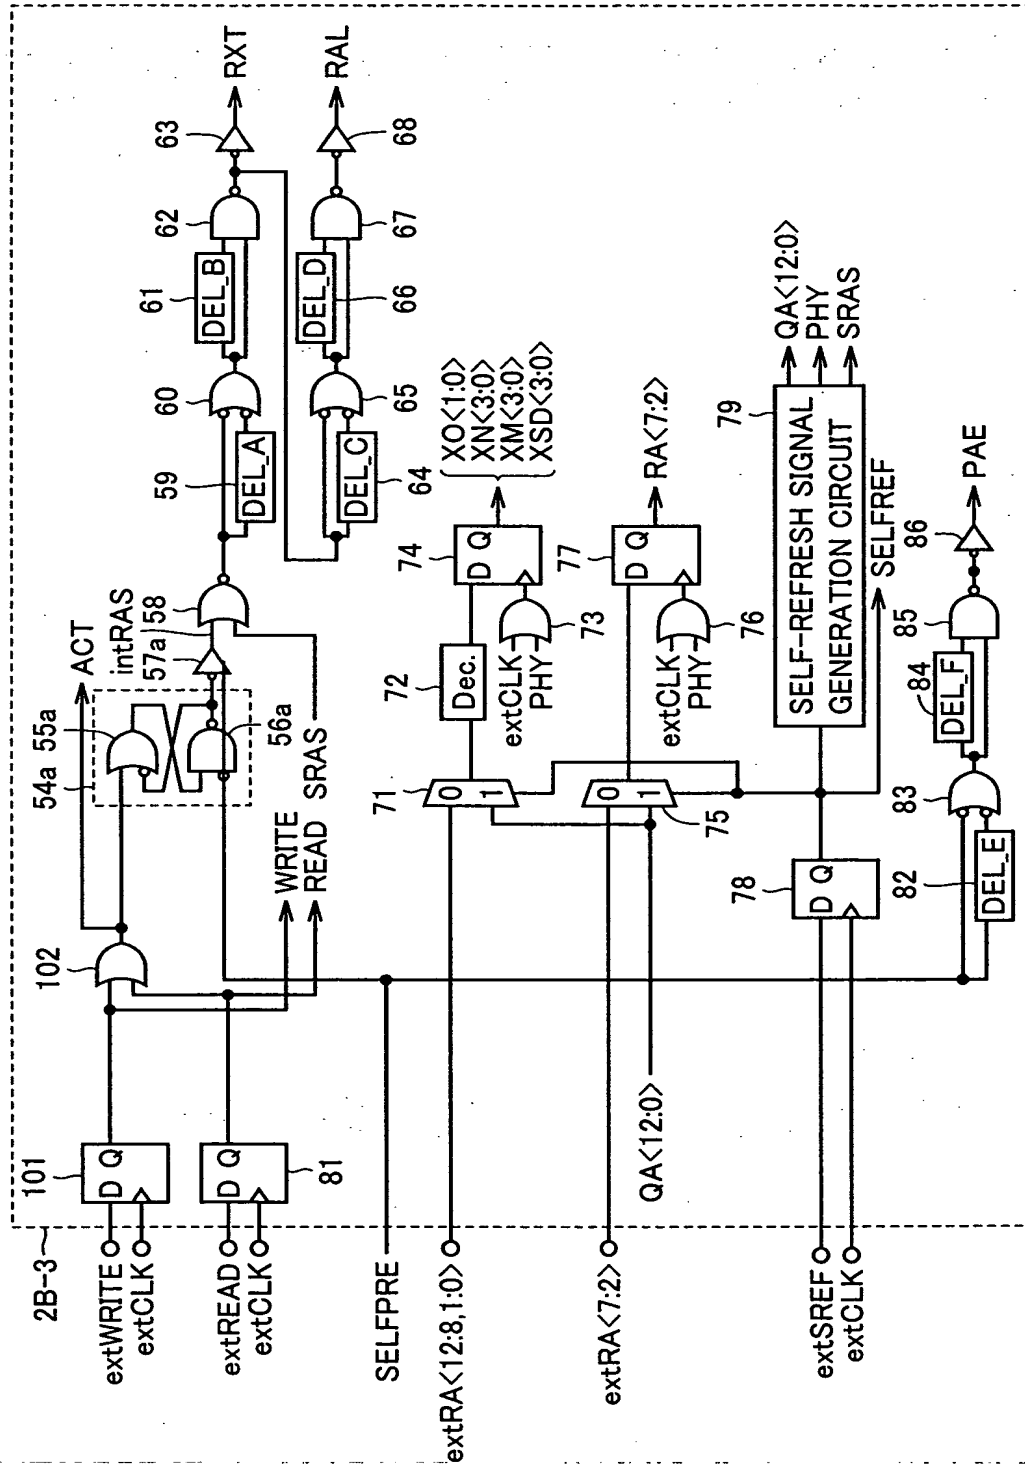 2B-3
extWRITE
extCLK
101
D Q
extREAD
extCLK
81
D Q
102
ACT
54a
55a
56a
intRAS
57a
58
WRITE
READ
SRAS
59
DEL_A
60
61
DEL_B
62
63
RXT
64
DEL_C
65
66
DEL_D
67
68
RAL
SELFPRE
extRA<12:8,1:0>
71
0
1
72
Dec.
extCLK
PHY
73
74
D Q
XO<1:0>
XN<3:0>
XM<3:0>
XSD<3:0>
extRA<7:2>
QA<12:0>
75
0
1
extCLK
PHY
76
77
D Q
RA<7:2>
extSREF
extCLK
78
D Q
79
SELF-REFRESH SIGNAL
GENERATION CIRCUIT
QA<12:0>
PHY
SRAS
SELFREF
82
DEL_E
83
84
DEL_F
85
86
PAE